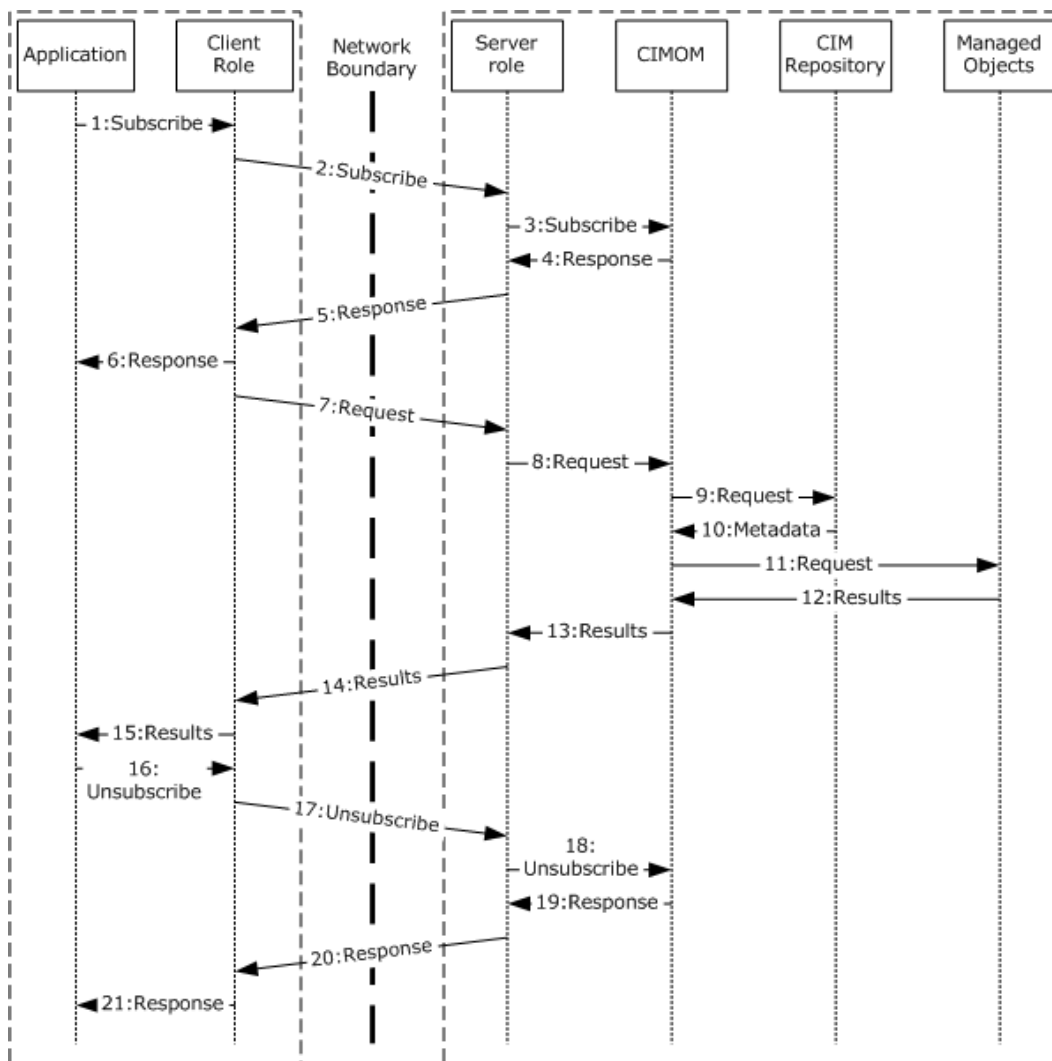 Application
Client
Role
Network
Boundary
Server
role
CIMOM
CIM
Repository
Managed
Objects
1:Subscribe
2:Subscribe
3:Subscribe
4:Response
5:Response
6:Response
7:Request
8:Request
9:Request
10:Metadata
11:Request
12:Results
13:Results
14:Results
15:Results
16:
Unsubscribe
17:Unsubscribe
18:
Unsubscribe
19:Response
20:Response
21:Response